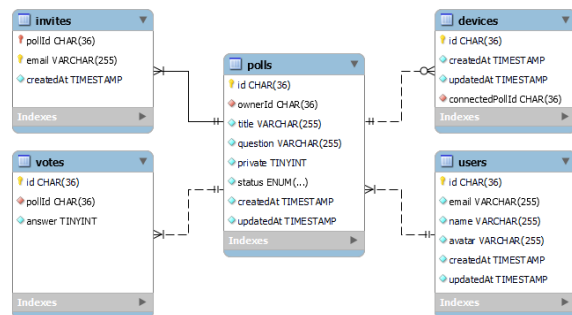 invites
pollId CHAR(36)
email VARCHAR(255)
createdAt TIMESTAMP
Indexes
votes
id CHAR(36)
pollId CHAR(36)
answer TINYINT
Indexes
polls
id CHAR(36)
ownerId CHAR(36)
title VARCHAR(255)
question VARCHAR(255)
private TINYINT
status ENUM(...)
createdAt TIMESTAMP
updatedAt TIMESTAMP
Indexes
devices
id CHAR(36)
createdAt TIMESTAMP
updatedAt TIMESTAMP
connectedPollId CHAR(36)
Indexes
users
id CHAR(36)
email VARCHAR(255)
name VARCHAR(255)
avatar VARCHAR(255)
createdAt TIMESTAMP
updatedAt TIMESTAMP
Indexes